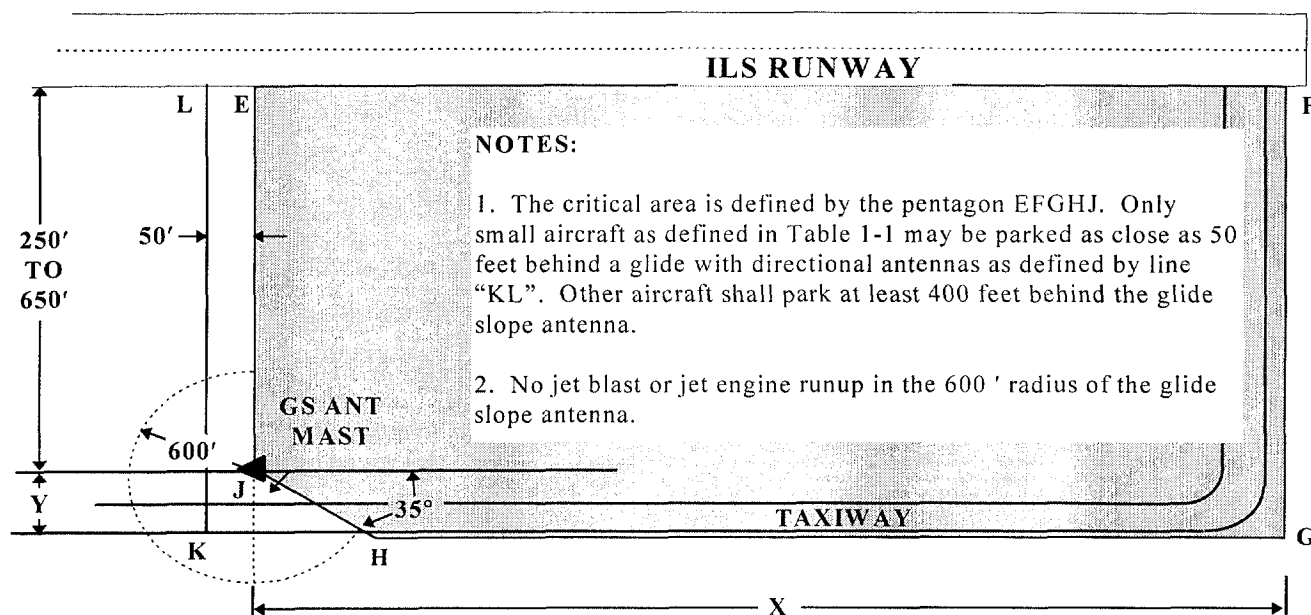 ILS RUNWAY
L
E
F
NOTES:
1. The critical area is defined by the pentagon EFGHJ. Only
small aircraft as defined in Table 1-1 may be parked as close as 50
feet behind a glide with directional antennas as defined by line
“KL”. Other aircraft shall park at least 400 feet behind the glide
slope antenna.
2. No jet blast or jet engine runup in the 600 ' radius of the glide
slope antenna.
250'
TO
650'
50'
GS ANT
MAST
600'
J
Y
35°
TAXIWAY
K
H
G
X